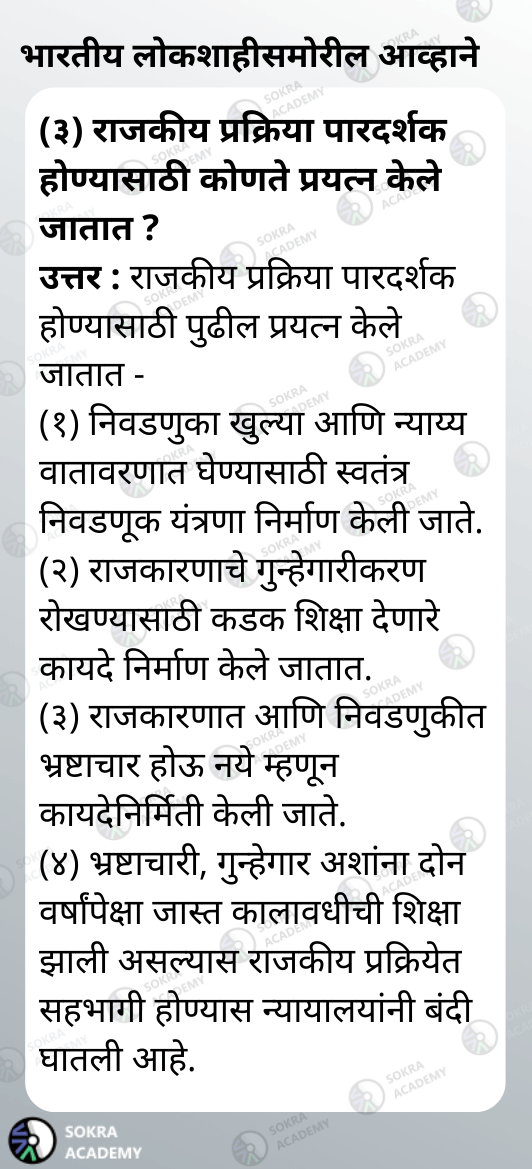 भारतीय लोकशाहीसमोरील आव्हाने
(३) राजकीय प्रक्रिया पारदर्शक
होण्यासाठी कोणते प्रयत्न केले
जातात ?
उत्तर : राजकीय प्रक्रिया पारदर्शक
होण्यासाठी पुढील प्रयत्न केले
जातात -
(१) निवडणुका खुल्या आणि न्याय्य
वातावरणात घेण्यासाठी स्वतंत्र
निवडणूक यंत्रणा निर्माण केली जाते.
(२) राजकारणाचे गुन्हेगारीकरण
रोखण्यासाठी कडक शिक्षा देणारे
कायदे निर्माण केले जातात.
(३) राजकारणात आणि निवडणुकीत
भ्रष्टाचार होऊ नये म्हणून
कायदेनिर्मिती केली जाते.
(४) भ्रष्टाचारी, गुन्हेगार अशांना दोन
वर्षांपेक्षा जास्त कालावधीची शिक्षा
झाली असल्यास राजकीय प्रक्रियेत
सहभागी होण्यास न्यायालयांनी बंदी
घातली आहे.
SOKRA
ACADEMY